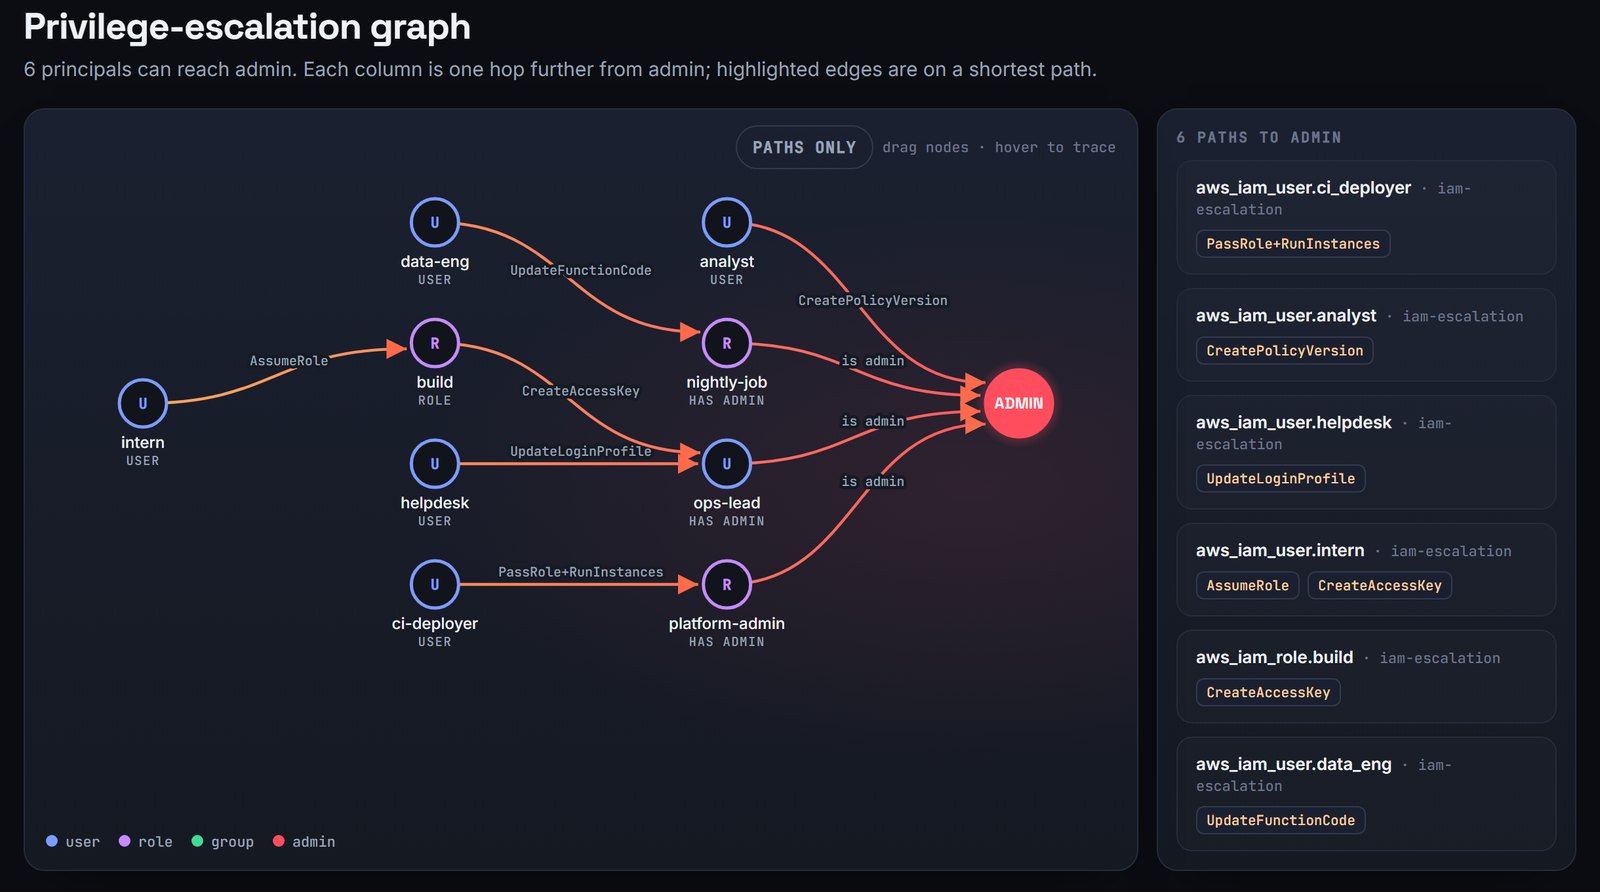 Privilege-escalation graph
6 principals can reach admin. Each column is one hop further from admin; highlighted edges are on a shortest path.
PATHS ONLY
drag nodes · hover to trace
U
data-eng
USER
UpdateFunctionCode
U
analyst
USER
CreatePolicyVersion
AssumeRole
R
build
ROLE
CreateAccessKey
R
nightly-job
HAS ADMIN
is admin
U
intern
USER
ADMIN
is admin
UpdateLoginProfile
U
helpdesk
USER
U
ops-lead
HAS ADMIN
is admin
PassRole+RunInstances
U
ci-deployer
USER
R
platform-admin
HAS ADMIN
user
role
group
admin
6 PATHS TO ADMIN
aws_iam_user.ci_deployer · iam-
escalation
PassRole+RunInstances
aws_iam_user.analyst · iam-escalation
CreatePolicyVersion
aws_iam_user.helpdesk · iam-
escalation
UpdateLoginProfile
aws_iam_user.intern · iam-escalation
AssumeRole CreateAccessKey
aws_iam_role.build · iam-escalation
CreateAccessKey
aws_iam_user.data_eng · iam-
escalation
UpdateFunctionCode